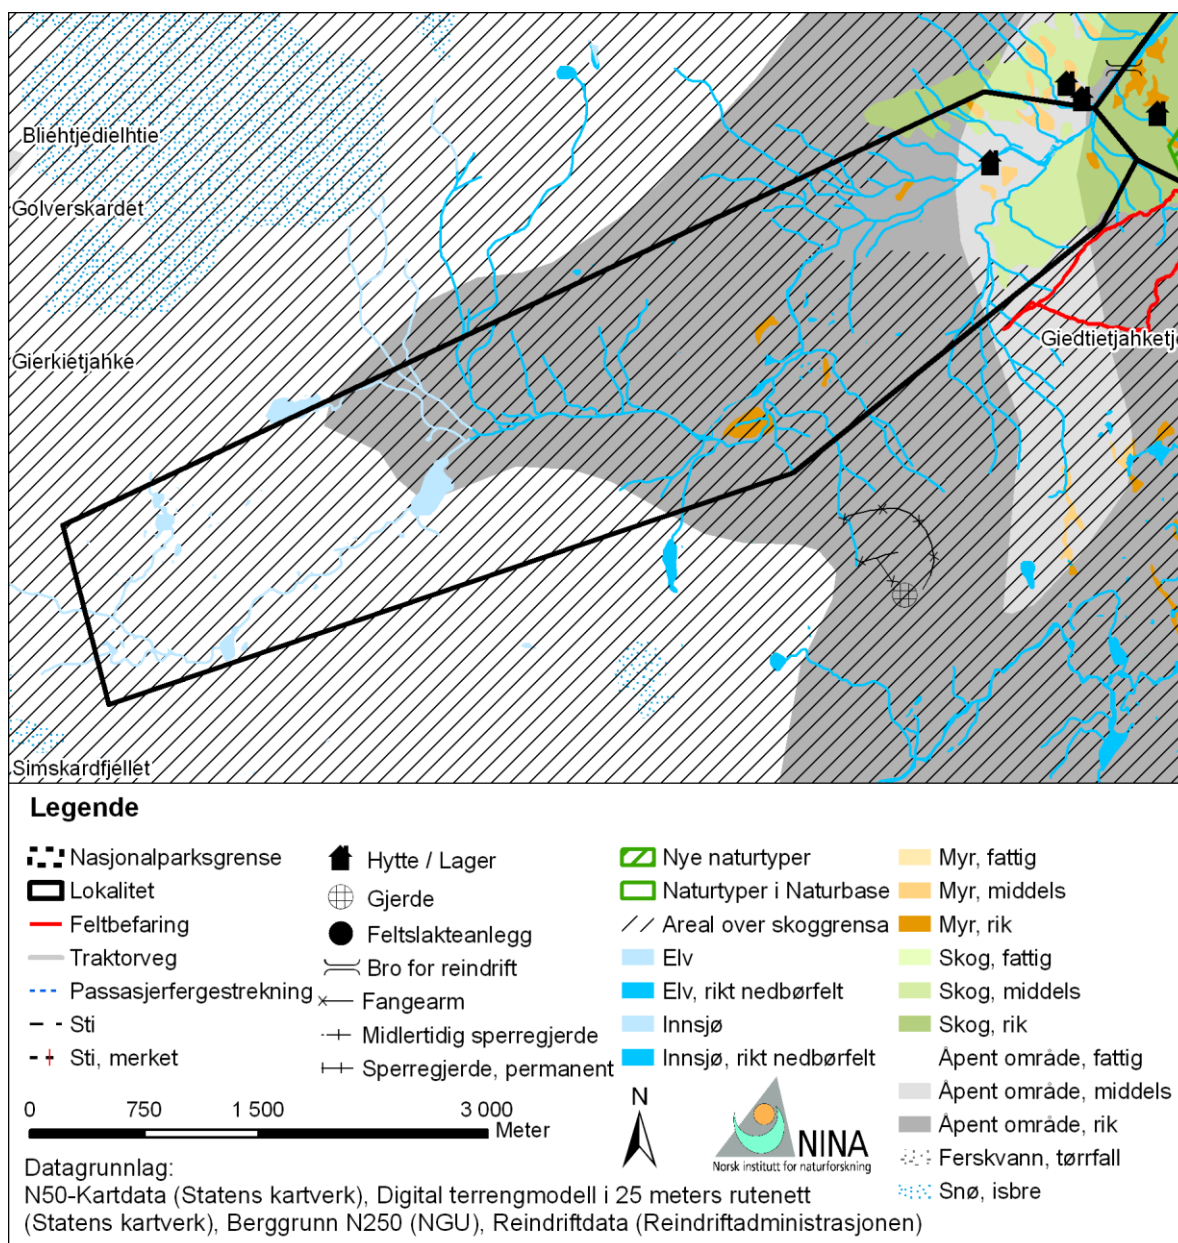 Bliehtjedielhtie
Golverskardet
Gierkietjahke
Giedtietjahketj
Simskardfjellet
Legende
Nasjonalparksgrense
Lokalitet
Feltbefaring
Traktorveg
Passasjerfergestrekning
Sti
Sti, merket
Hytte / Lager
Gjerde
Feltslakteanlegg
Bro for reindrift
Fangearm
Midlertidig sperregjerde
Sperregjerde, permanent
Nye naturtyper
Naturtyper i Naturbase
Areal over skoggrensa
Elv
Elv, rikt nedbørfelt
Innsjø
Innsjø, rikt nedbørfelt
Myr, fattig
Myr, middels
Myr, rik
Skog, fattig
Skog, middels
Skog, rik
Åpent område, fattig
Åpent område, middels
Åpent område, rik
Ferskvann, tørrfall
Snø, isbre
0 750 1 500 3 000
Meter
N
NINA
Norsk institutt for naturforskning
Datagrunnlag:
N50-Kartdata (Statens kartverk), Digital terrengmodell i 25 meters rutenett
(Statens kartverk), Berggrunn N250 (NGU), Reindriftdata (Reindriftadministrasjonen)